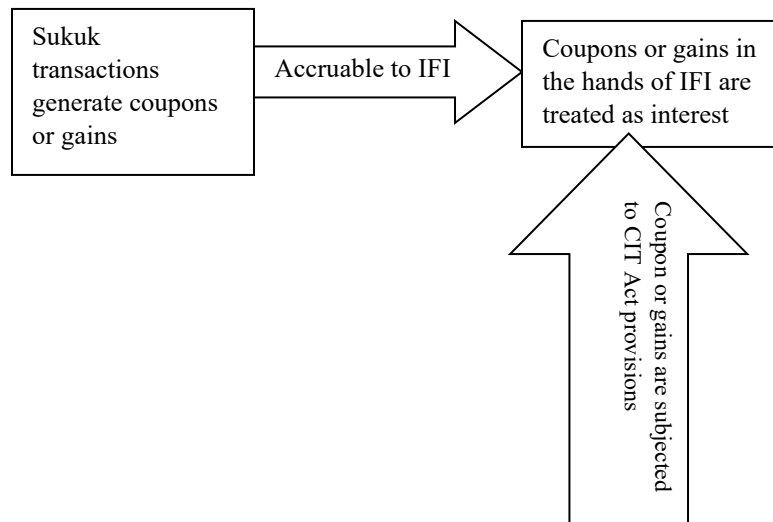 Sukuk
transactions
generate coupons
or gains
Accruable to IFI
Coupons or gains in
the hands of IFI are
treated as interest
Coupon or gains are subjected
to CIT Act provisions